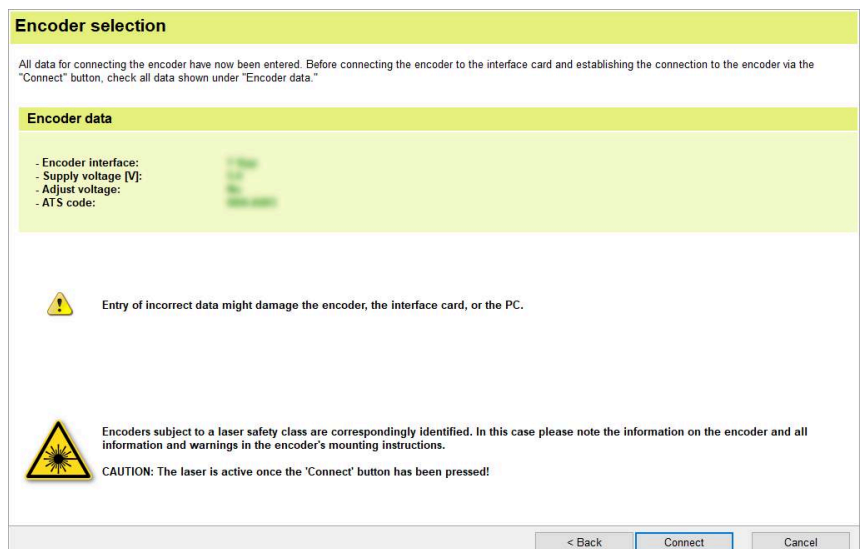 Encoder selection
All data for connecting the encoder have now been entered. Before connecting the encoder to the interface card and establishing the connection to the encoder via the
"Connect" button, check all data shown under "Encoder data."
Encoder data
- Encoder interface:
- Supply voltage [V]:
- Adjust voltage:
- ATS code:
Entry of incorrect data might damage the encoder, the interface card, or the PC.
Encoders subject to a laser safety class are correspondingly identified. In this case please note the information on the encoder and all
information and warnings in the encoder's mounting instructions.
CAUTION: The laser is active once the 'Connect' button has been pressed!
< Back Connect Cancel